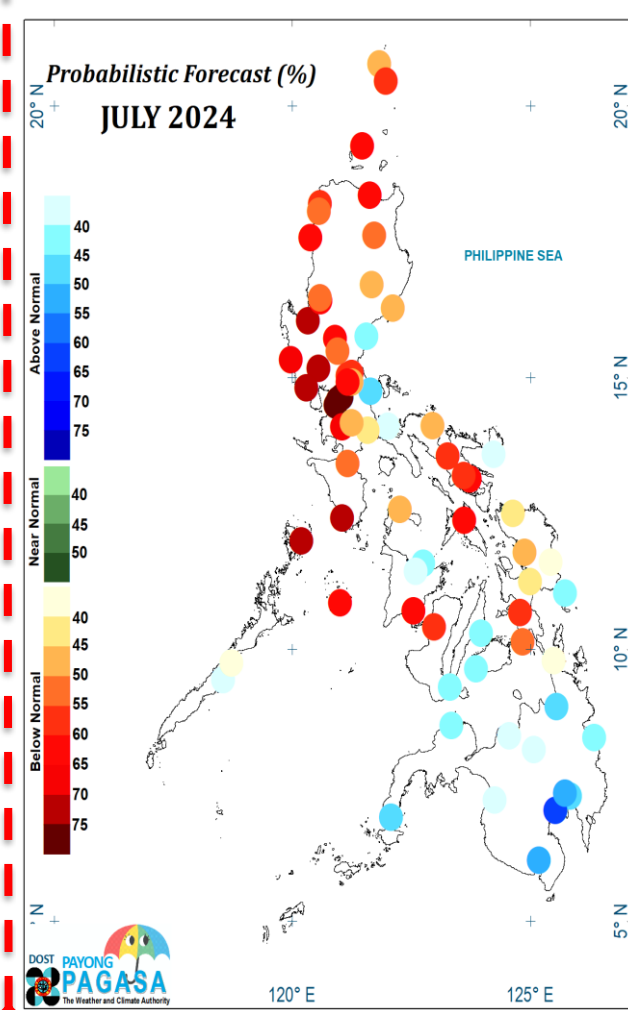 Probabilistic Forecast (%)
JULY 2024
20° N
20° N
PHILIPPINE SEA
Above Normal
40
45
50
55
60
65
70
75
15° N
Near Normal
40
45
50
Below Normal
40
45
50
55
60
65
70
75
10° N
5° N
° N
DOST
PAYONG
PAGASA
The Weather and Climate Authority
120° E
125° E